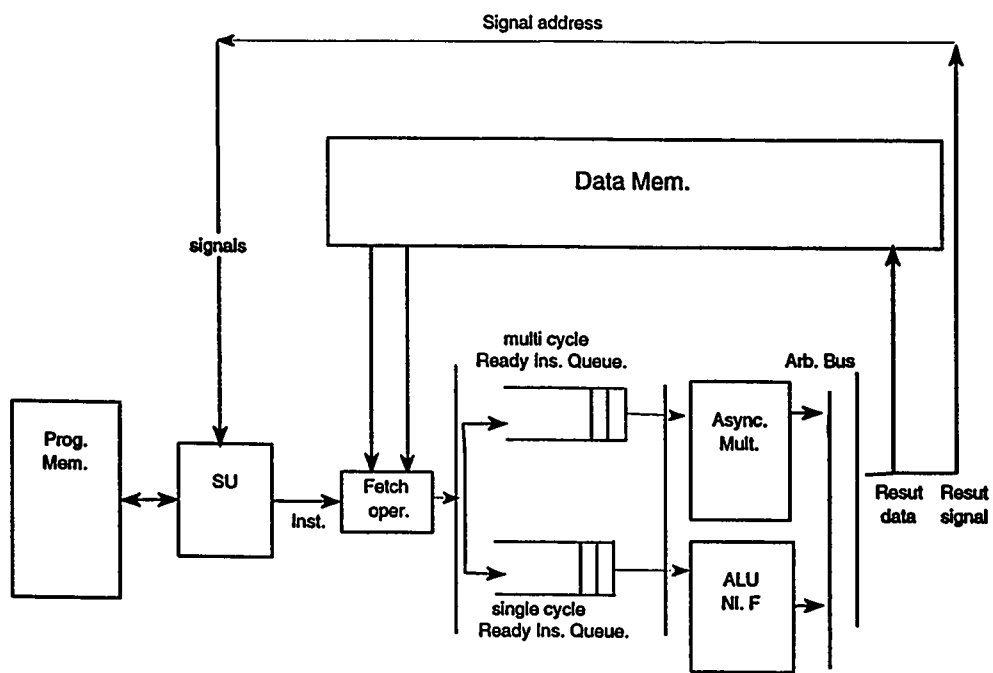 Signal address
Data Mem.
signals
multi cycle
Ready Ins. Queue.
Arb. Bus
Prog.
Mem.
SU
Inst.
Fetch
oper.
Async.
Mult.
Resut
data
Resut
signal
single cycle
Ready Ins. Queue.
ALU
NI. F